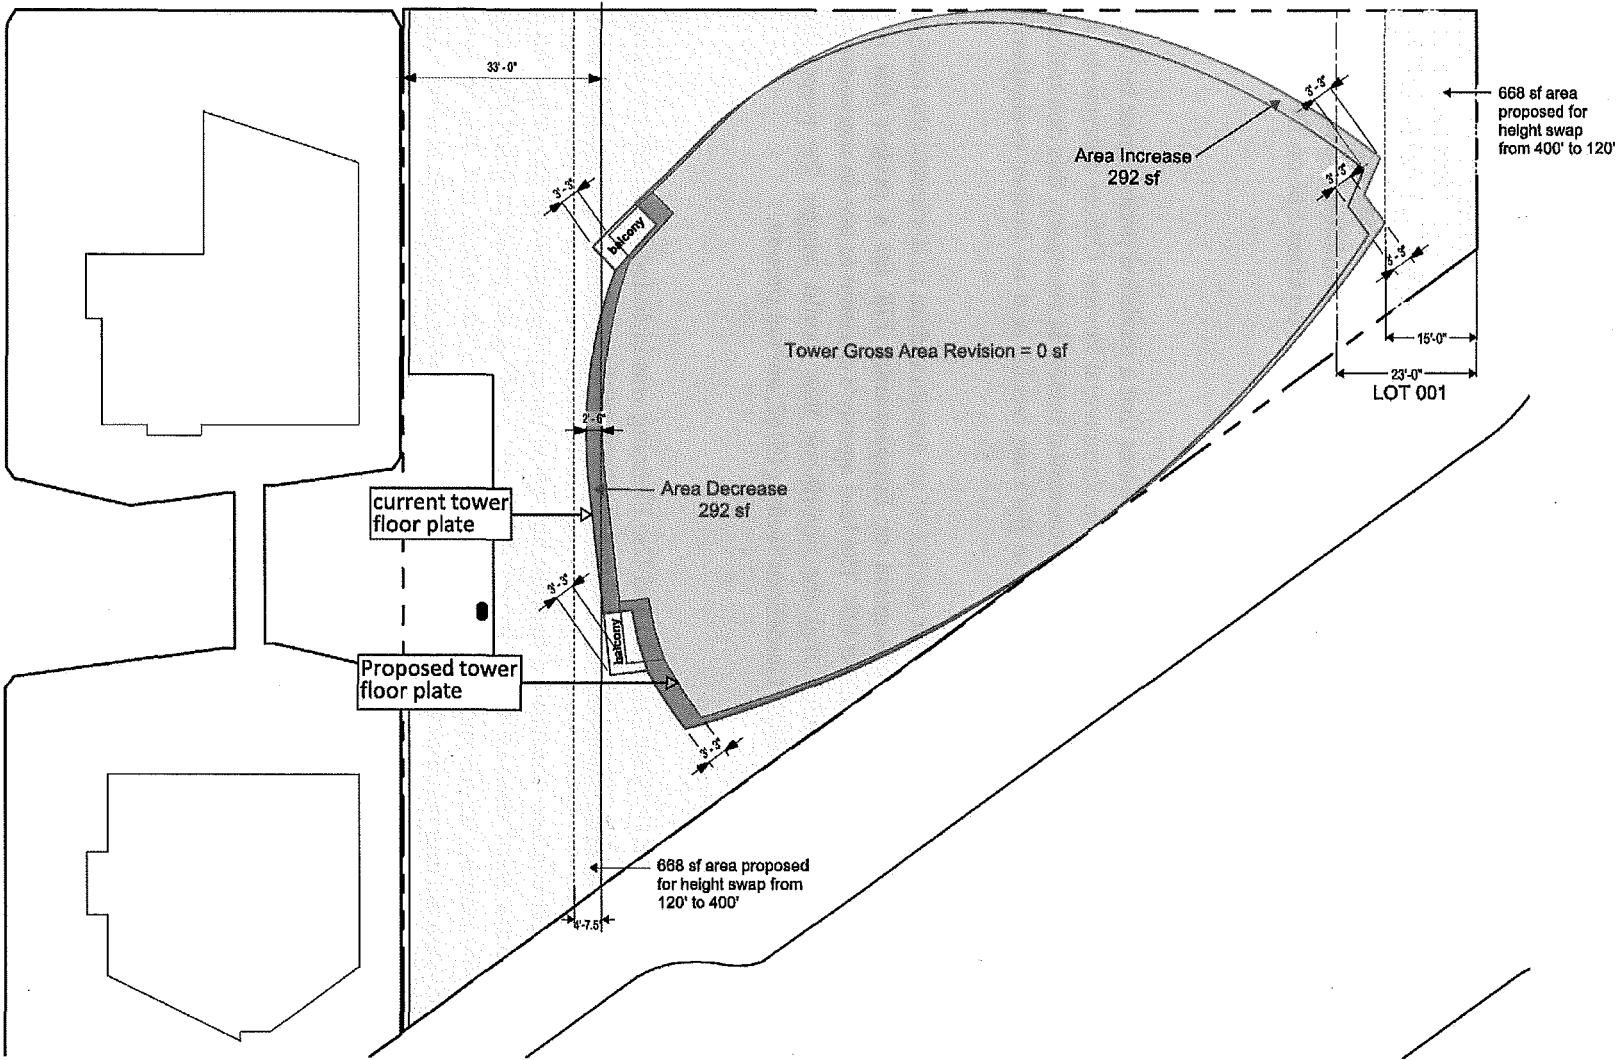 33'-0"
3'-3"
668 sf area
proposed for
height swap
from 400' to 120'
Area Increase
292 sf
3'-3"
3'-3"
balcony
3'-3"
15'-0"
Tower Gross Area Revision = 0 sf
23'-0"
LOT 001
2'-6"
Area Decrease
292 sf
current tower
floor plate
3'-3"
balcony
Proposed tower
floor plate
3'-3"
668 sf area proposed
for height swap from
120' to 400'
4'-7.5"